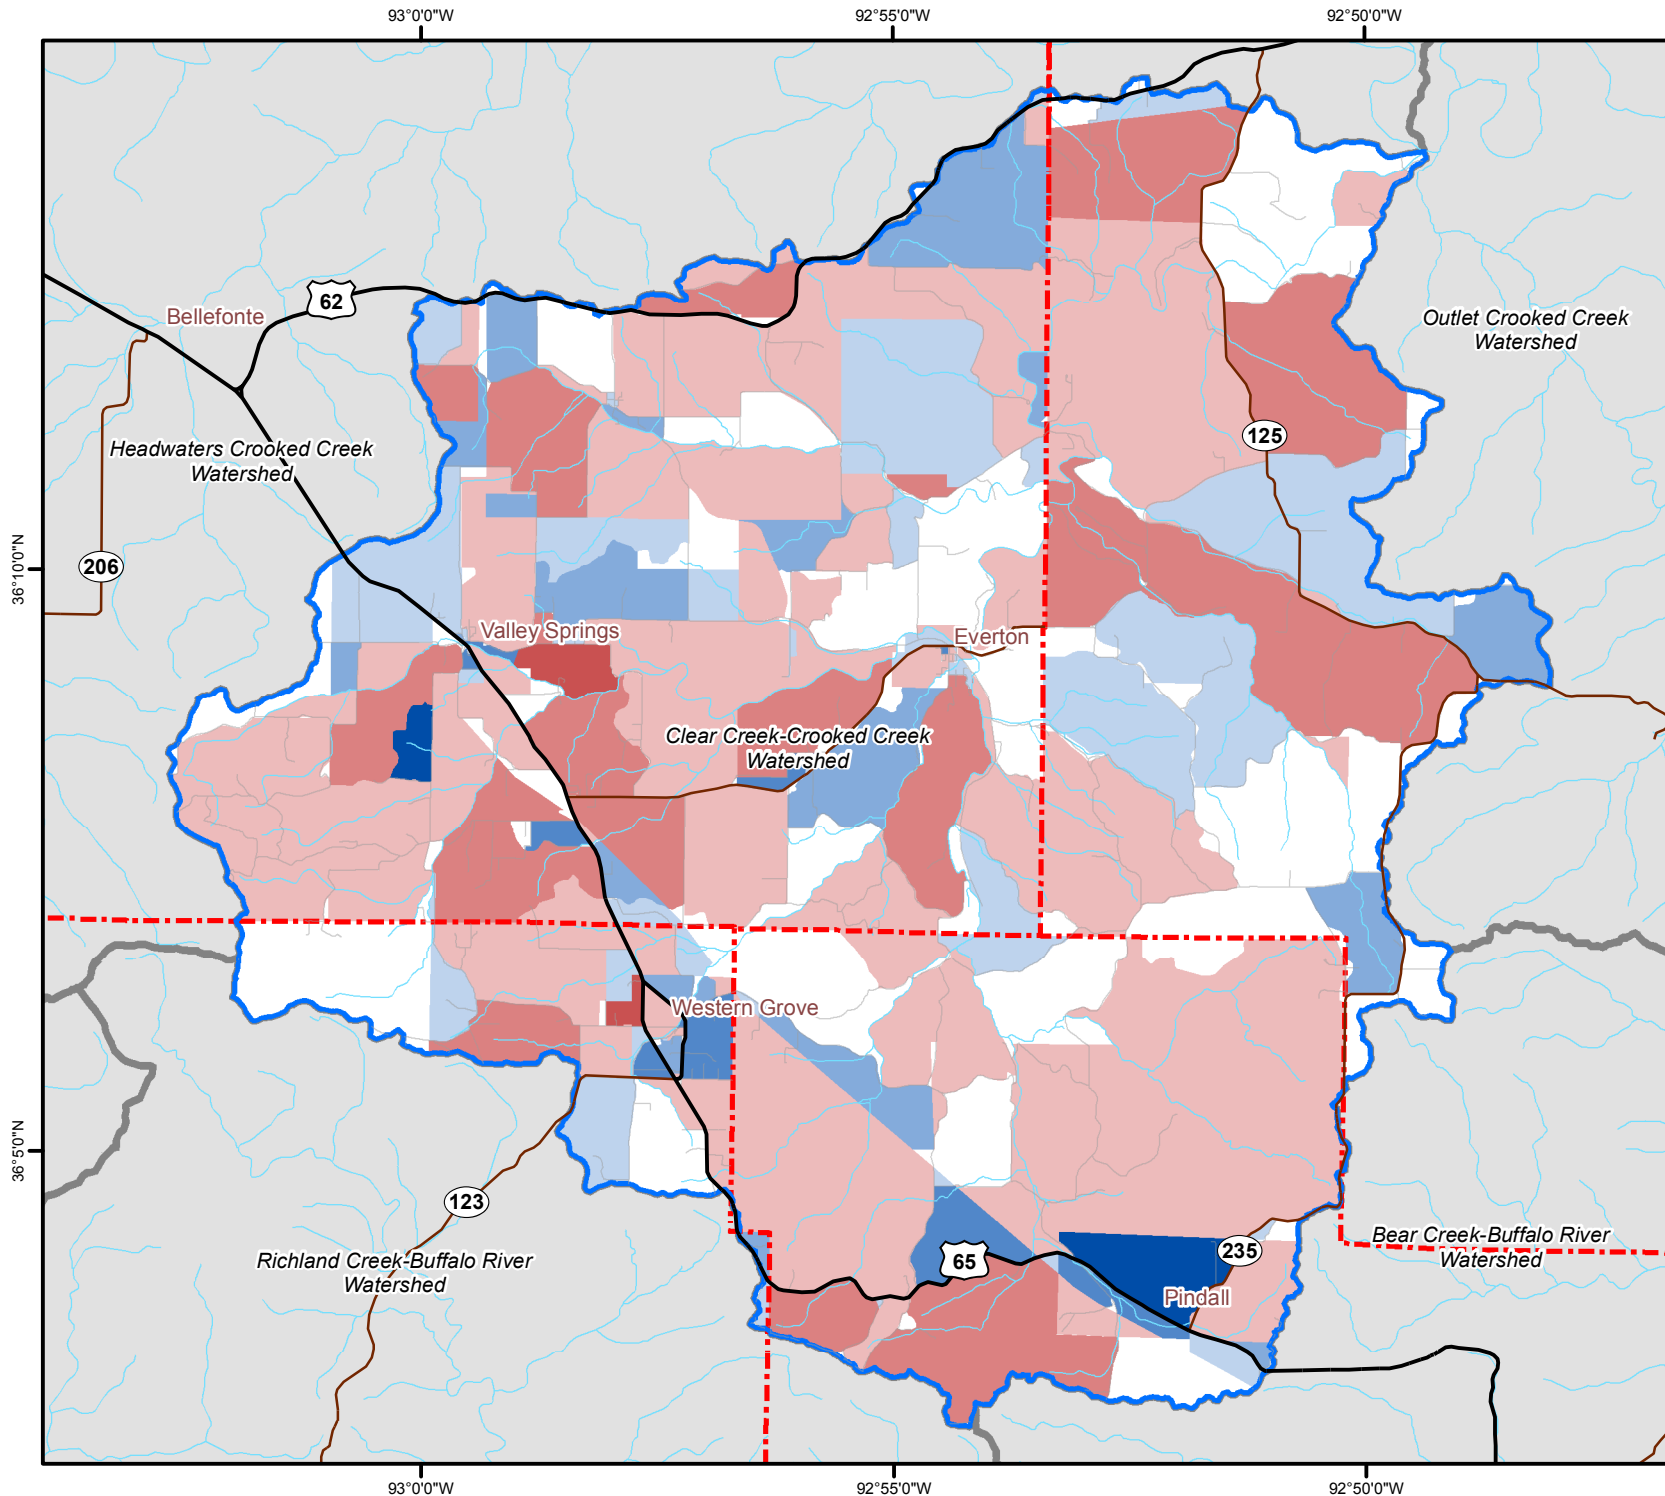 93°0'0"W
92°55'0"W
92°50'0"W
62
Bellefonte
Outlet Crooked Creek
Watershed
125
Headwaters Crooked Creek
Watershed
206
36°10'0"N
Valley Springs
Everton
Clear Creek-Crooked Creek
Watershed
Western Grove
36°5'0"N
123
Richland Creek-Buffalo River
Watershed
65
235
Bear Creek-Buffalo River
Watershed
Pindall
93°0'0"W
92°55'0"W
92°50'0"W